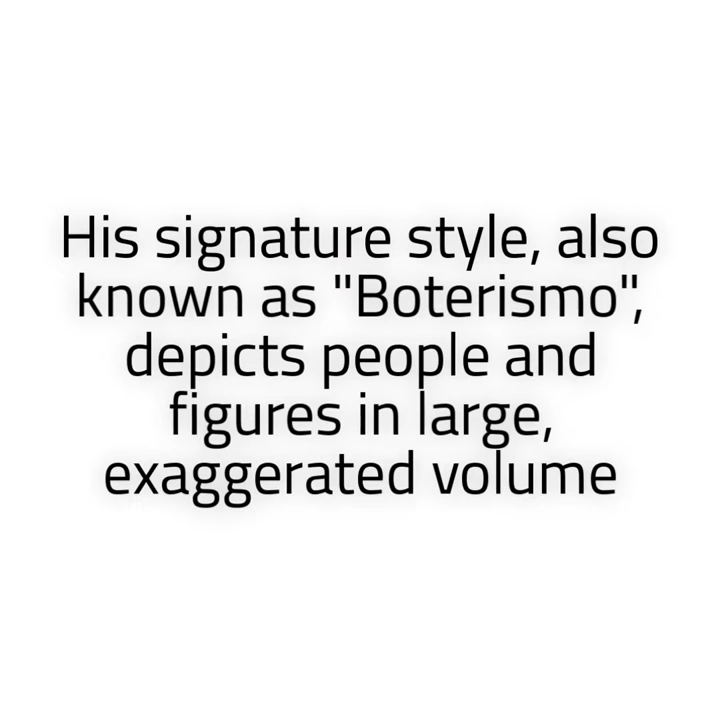 His signature style, also
known as "Boterismo",
depicts people and
figures in large,
exaggerated volume